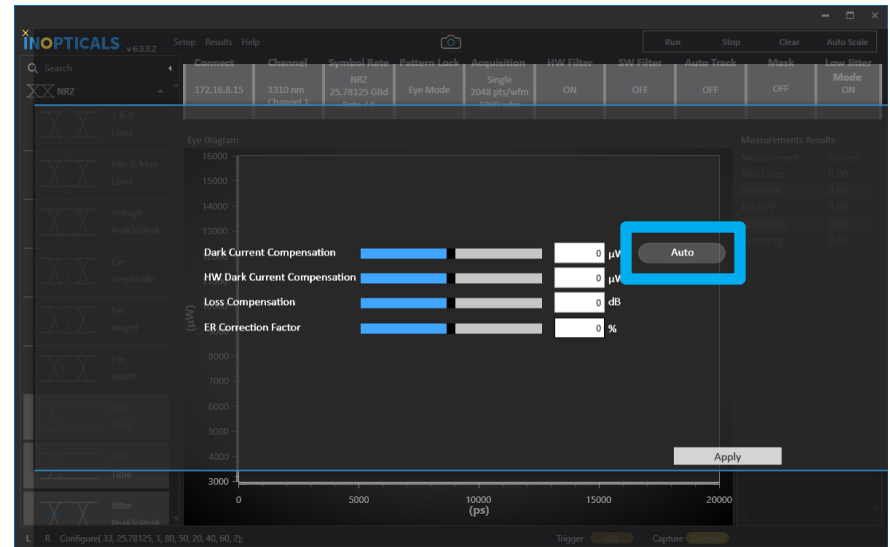 INOPTICALS v 6.3.3.2
Setup Results Help
Run Stop Clear Auto Scale
Search
NRZ
Connect Channel Symbol Rate Pattern Lock Acquisition HW Filter SW Filter Auto Track Mask Low Jitter
Mode
172.16.8.15 1310 nm NRZ Eye Mode Single ON OFF OFF OFF ON
Channel 1 25.78125 GBd 2048 pts/wfm
1 & 0
Level
Min & Max
Level
Voltage
PeakToPeak
Eye
Amplitude
Eye
Height
Eye
Width
Rise
Time
Fall
Time
Jitter
PeakToPeak
Eye Diagram
16000
15000
14000
13000
8000
7000
6000
5000
4000
3000
(µW)
0 5000 10000 15000 20000
(ps)
Measurements Results
Measurement Current
RiseTime 0.00
FallTime 0.00
JitterPP 0.00
0.00
0.00
Dark Current Compensation 0 µW Auto
HW Dark Current Compensation 0 µW
Loss Compensation 0 dB
ER Correction Factor 0 %
Apply
L R Configure( 33, 25.78125, 1, 80, 50, 20, 40, 60, 2);
Trigger LOL Capture Stopped